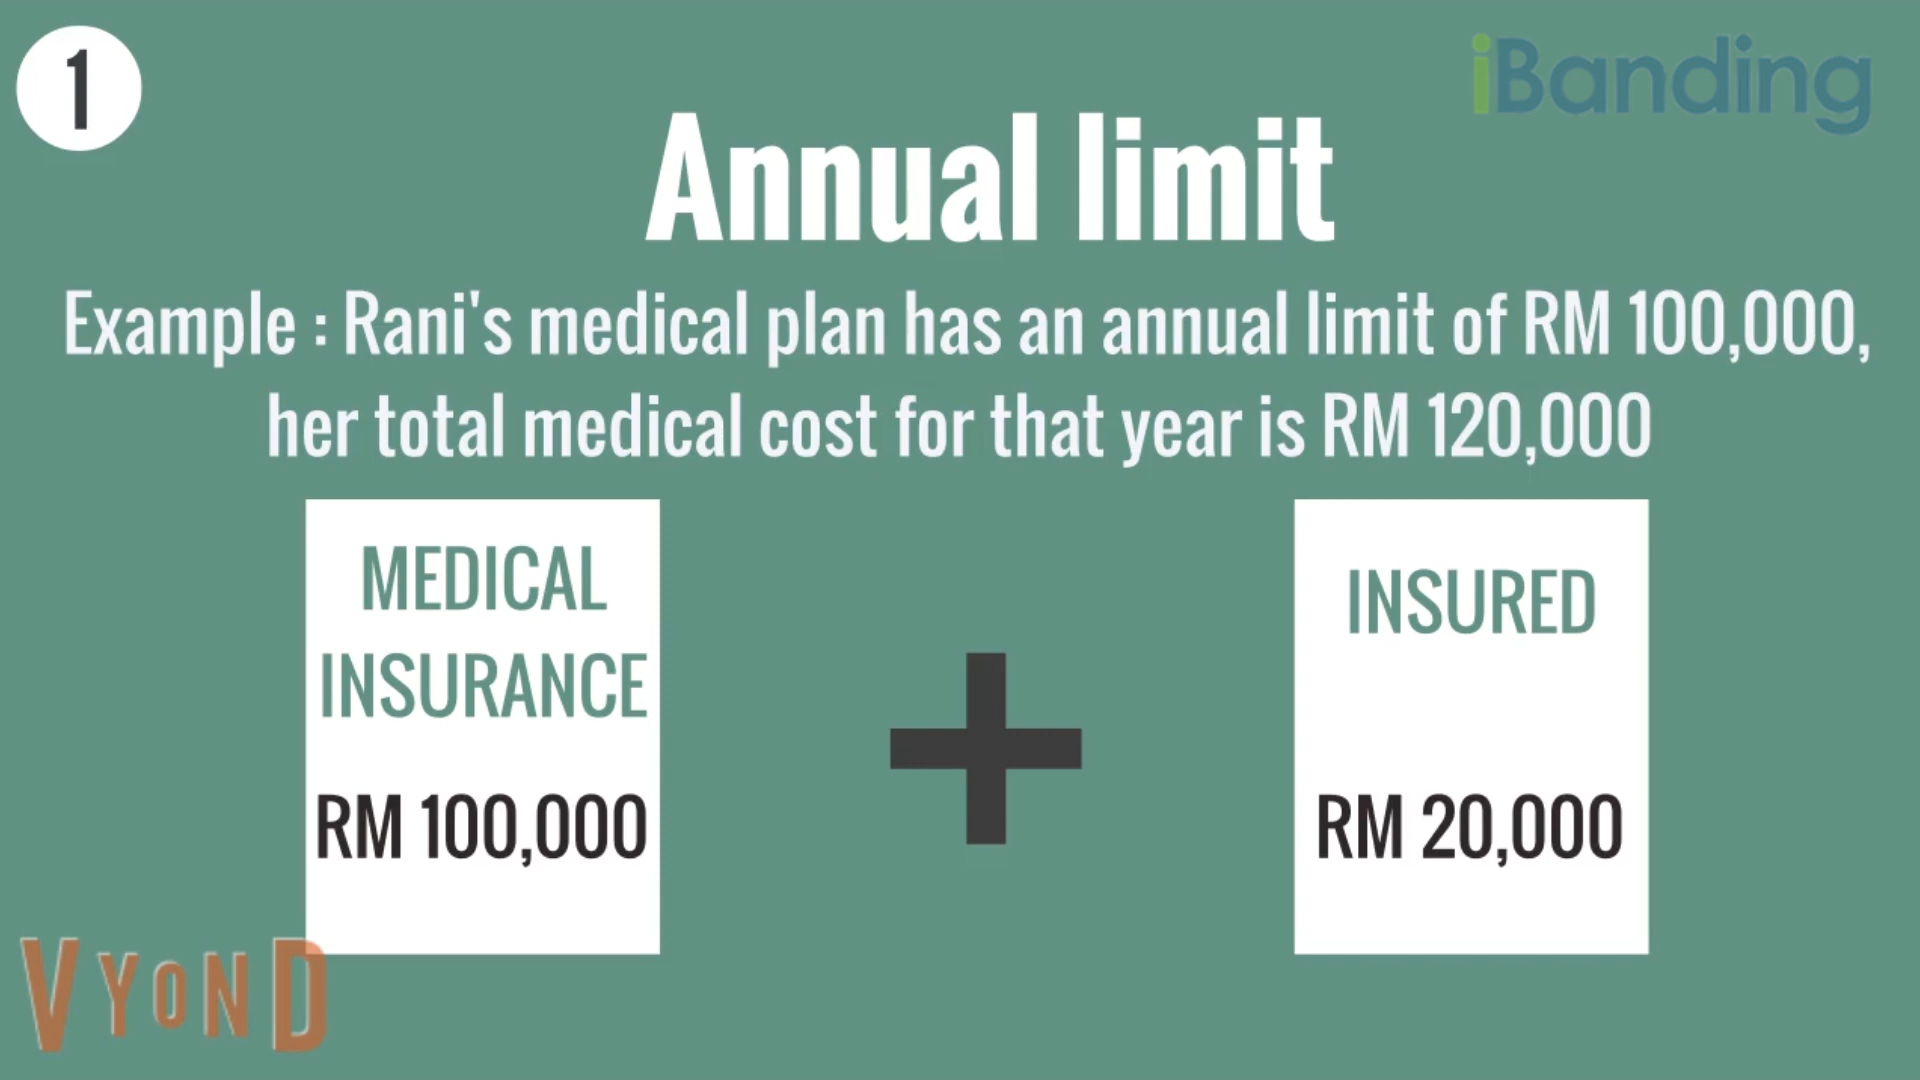 1
iBanding
Annual limit
Example : Rani's medical plan has an annual limit of RM 100,000,
her total medical cost for that year is RM 120,000
MEDICAL
INSURANCE
RM 100,000
+
INSURED
RM 20,000
VYOND